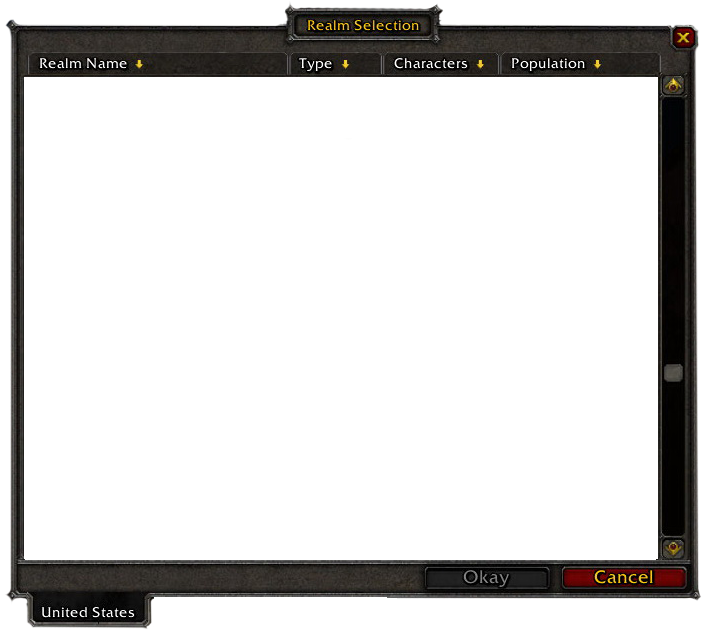 Realm Selection
Realm Name Type Characters Population
Okay Cancel
United States